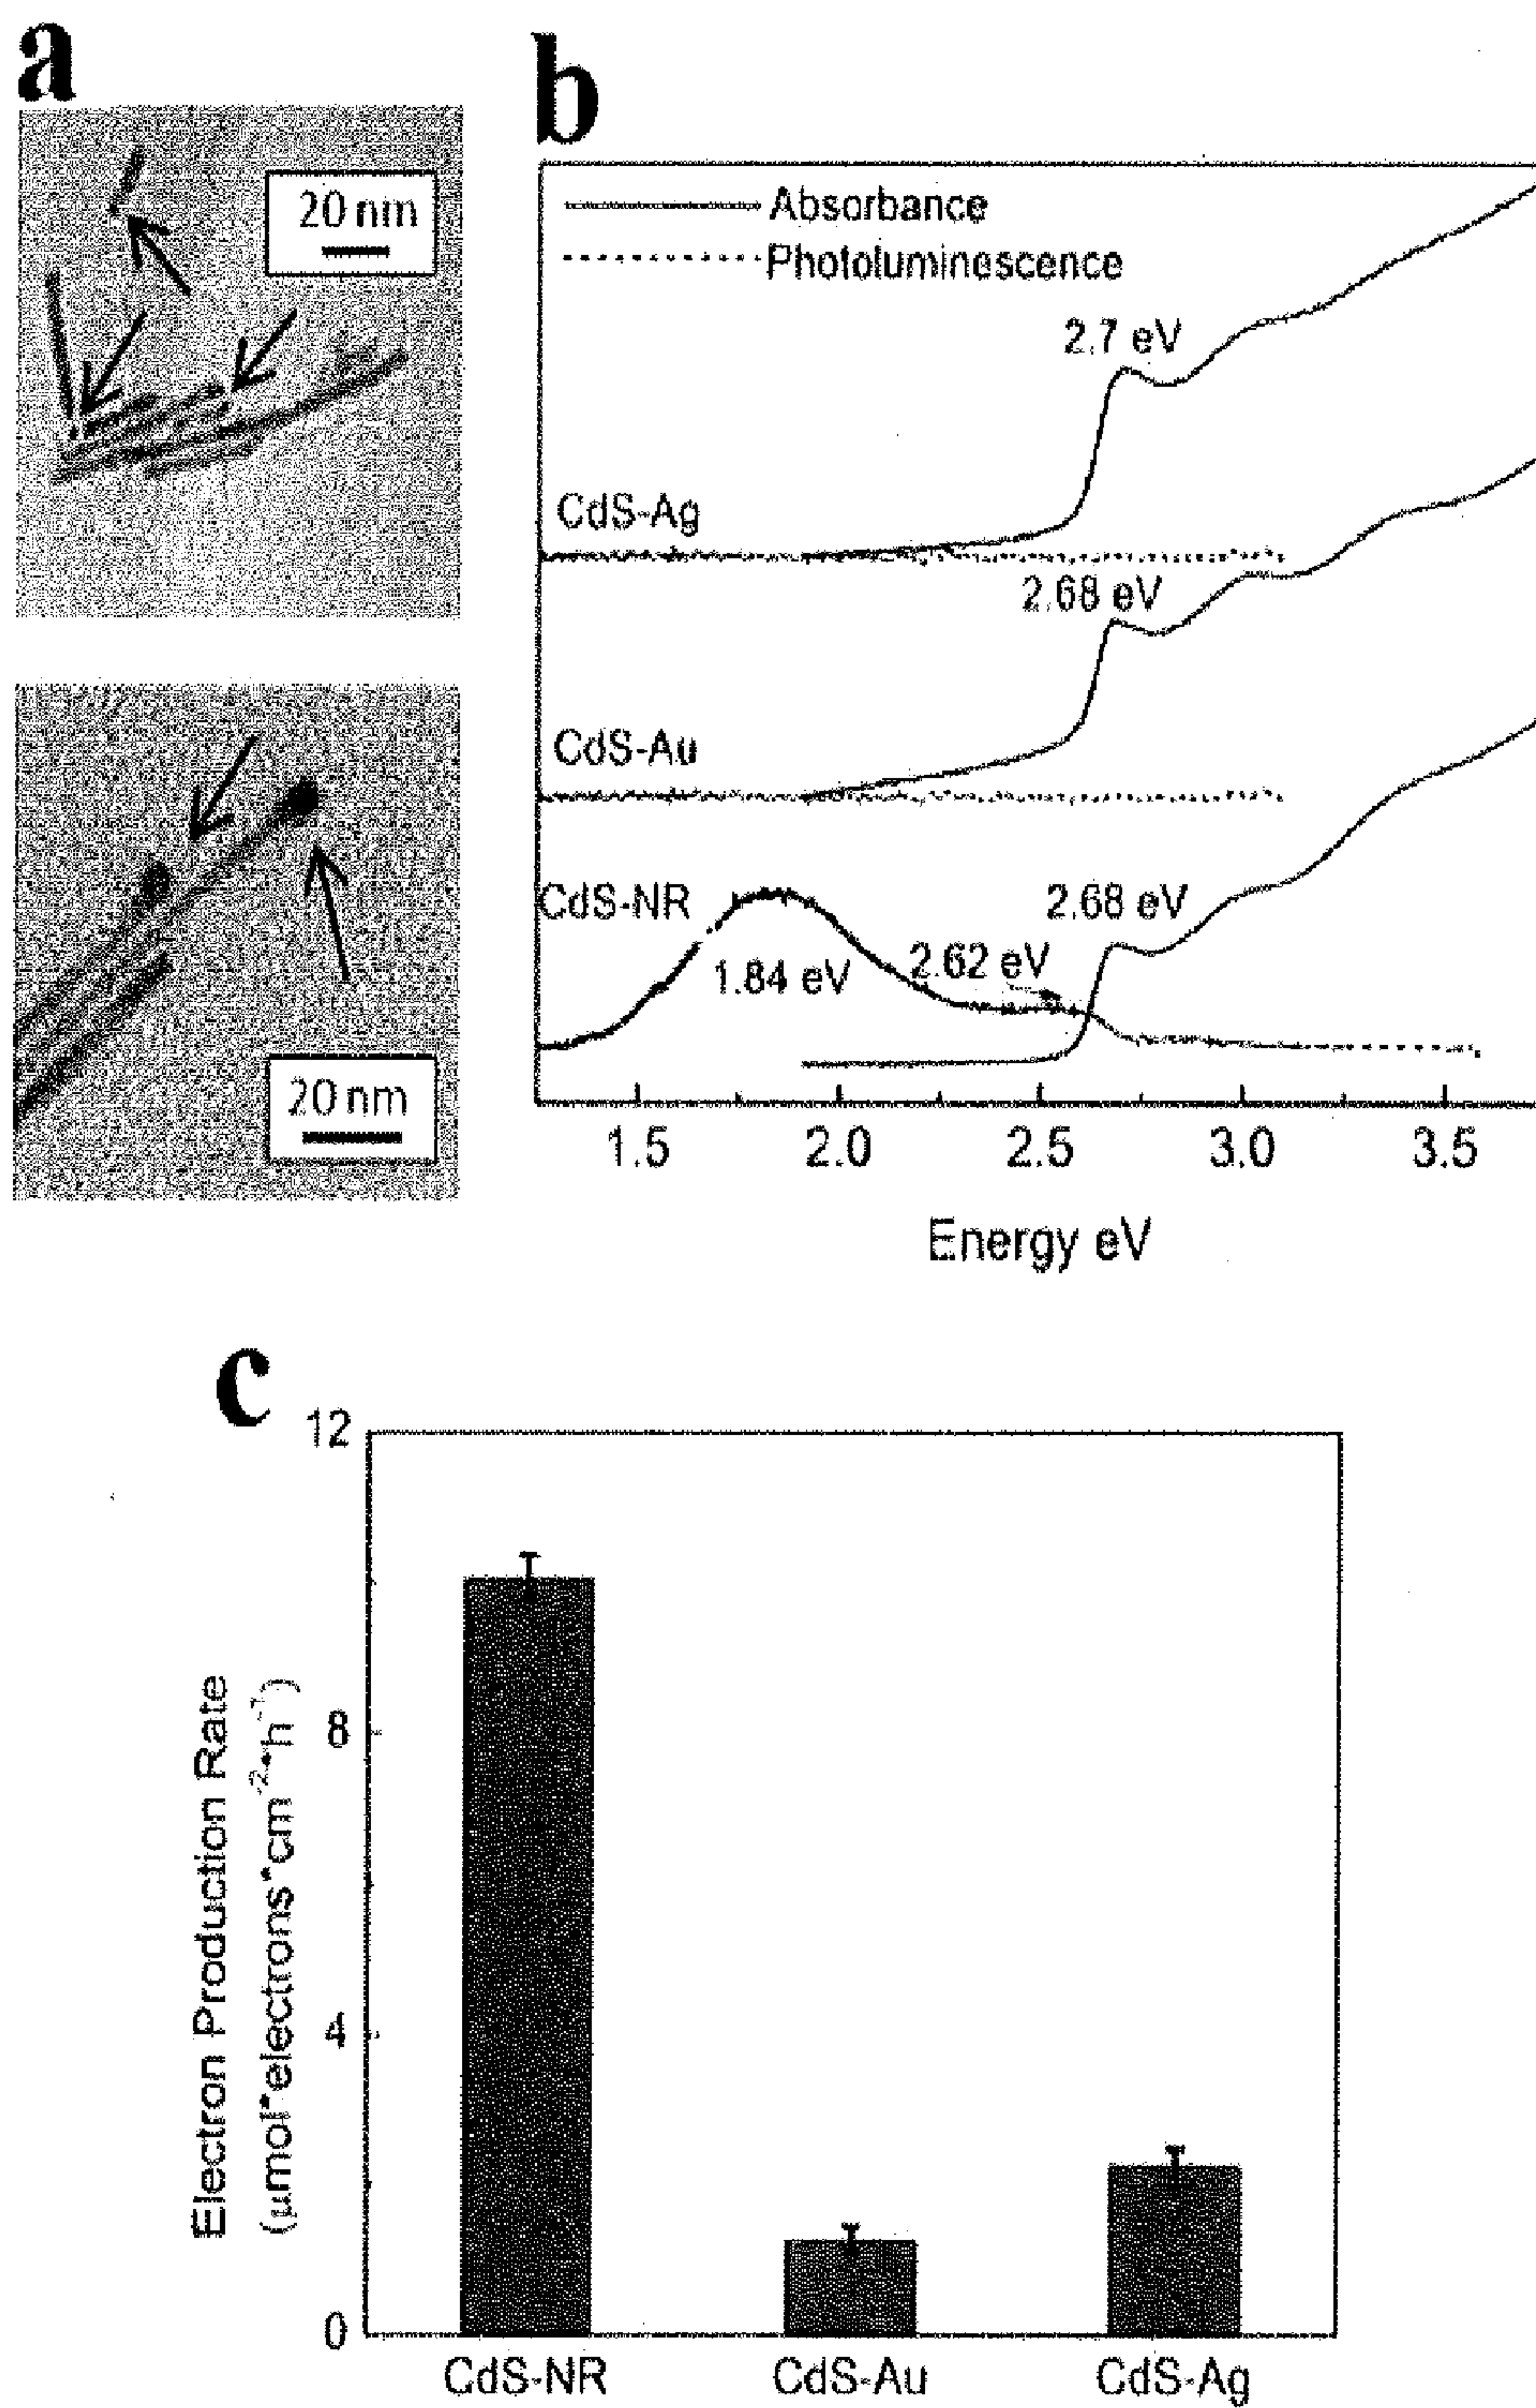 a
20 nm
20 nm
b
Absorbance
Photoluminescence
2.7 eV
CdS-Ag
2.68 eV
CdS-Au
CdS-NR
2.68 eV
2.62 eV
1.84 eV
1.5 2.0 2.5 3.0 3.5
Energy eV
c
12
8
4
0
Electron Production Rate
(μmol*electrons*cm⁻²*h⁻¹)
CdS-NR CdS-Au CdS-Ag